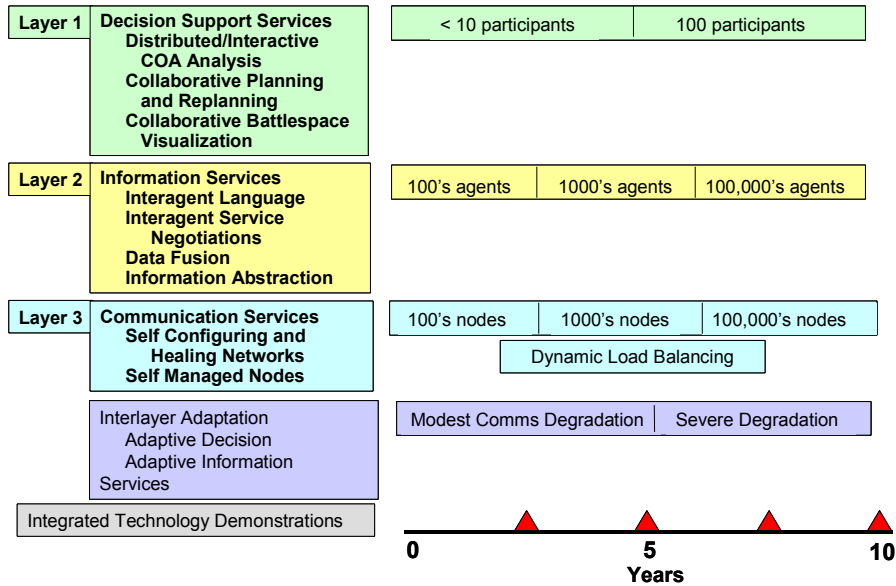 Layer 1
Decision Support Services
Distributed/Interactive
COA Analysis
Collaborative Planning
and Replanning
Collaborative Battlespace
Visualization
< 10 participants
100 participants
Layer 2
Information Services
Interagent Language
Interagent Service
Negotiations
Data Fusion
Information Abstraction
100’s agents
1000’s agents
100,000’s agents
Layer 3
Communication Services
Self Configuring and
Healing Networks
Self Managed Nodes
100’s nodes
1000’s nodes
100,000’s nodes
Dynamic Load Balancing
Interlayer Adaptation
Adaptive Decision
Adaptive Information
Services
Modest Comms Degradation
Severe Degradation
Integrated Technology Demonstrations
0
5
10
Years